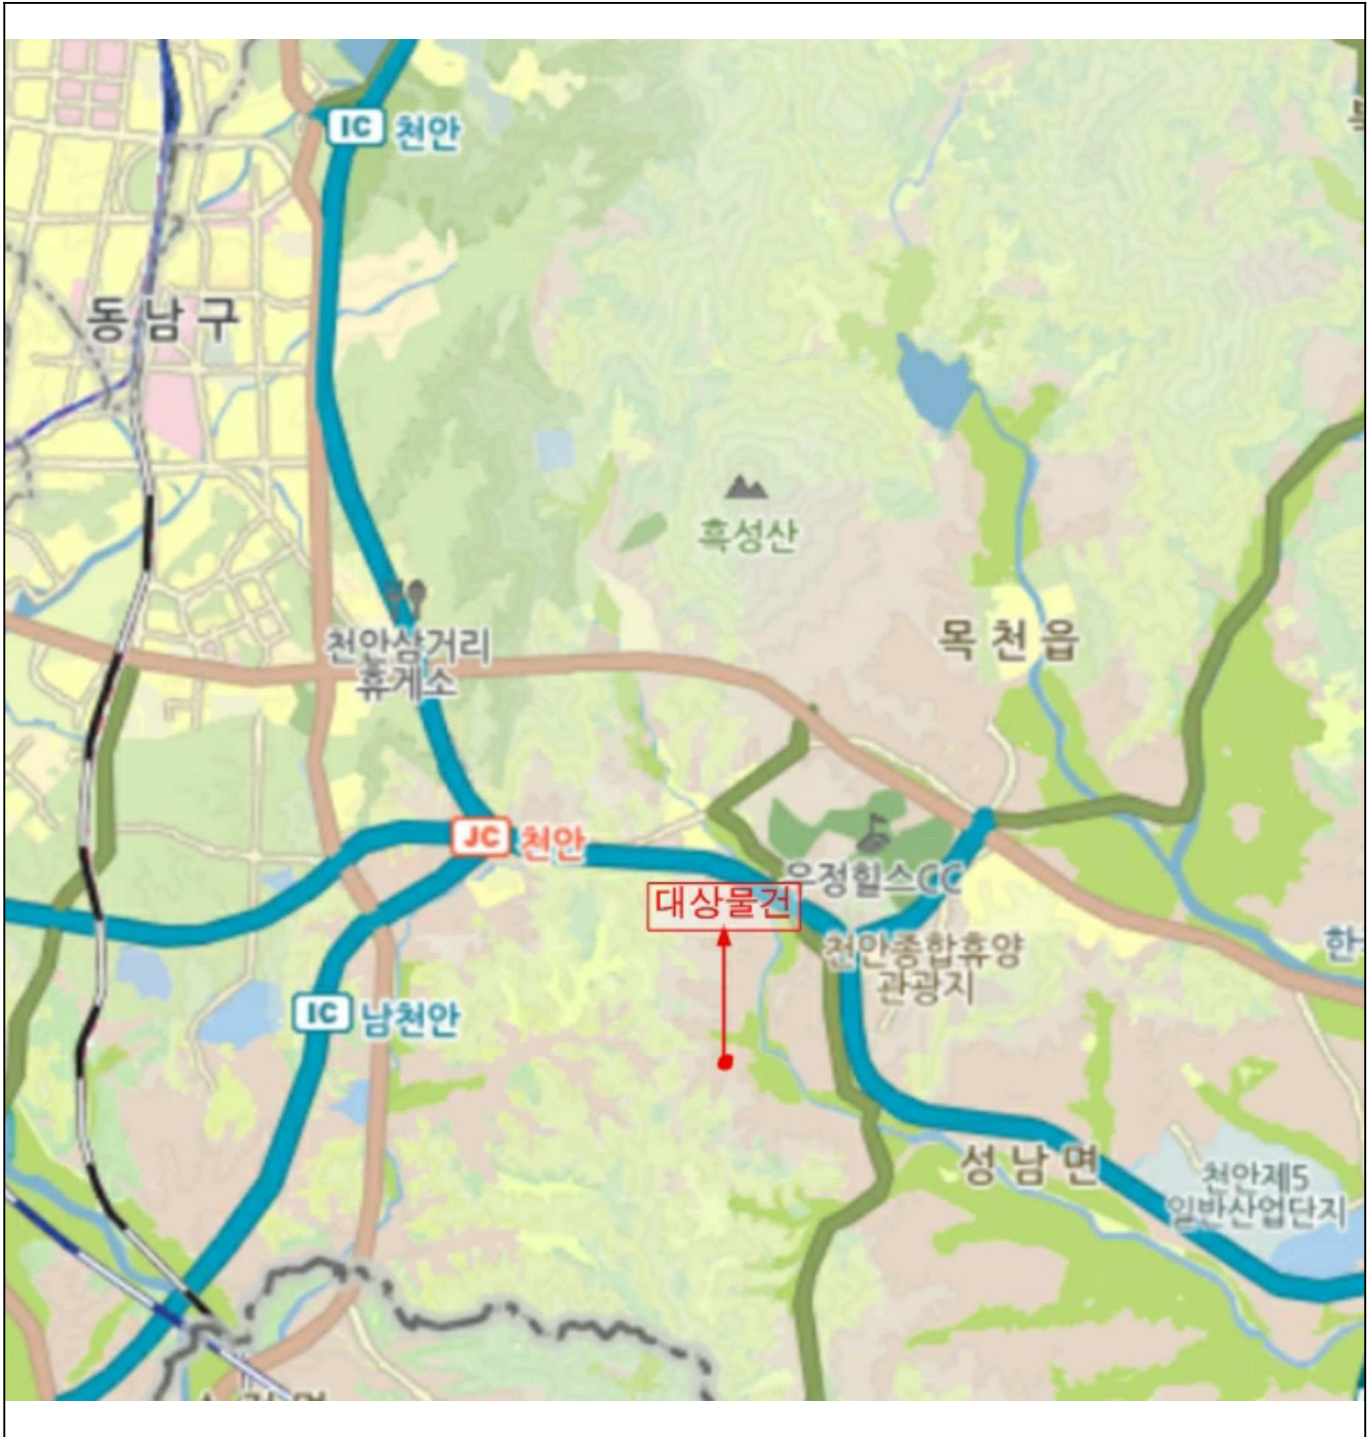 IC 천안
동남구
흑성산
목천읍
천안삼거리
휴게소
JC 천안
우정힐스CC
대상물건
천안종합휴양
관광지
IC 남천안
성남면
천안제5
일반산업단지